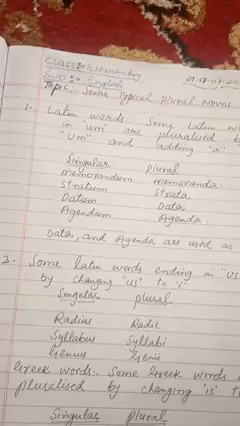 CLASS:- Elementary
SUB:- English
Topic: Some Typical Plural Nouns
1. Latin words:- Some Latin
in "um" are pluralised
"um" and adding "a"
Singular Plural
memorandum memoranda
Stratum Strata
Datum Data
Agendum Agenda
Data, and Agenda are used as
2- Some latin words ending in "us
by changing "us" to "i"
Singular plural
Radius Radii
Syllabus Syllabi
Genius Genii
Greek words:- Some Greek words
pluralised by changing 'is'
Singular Plural